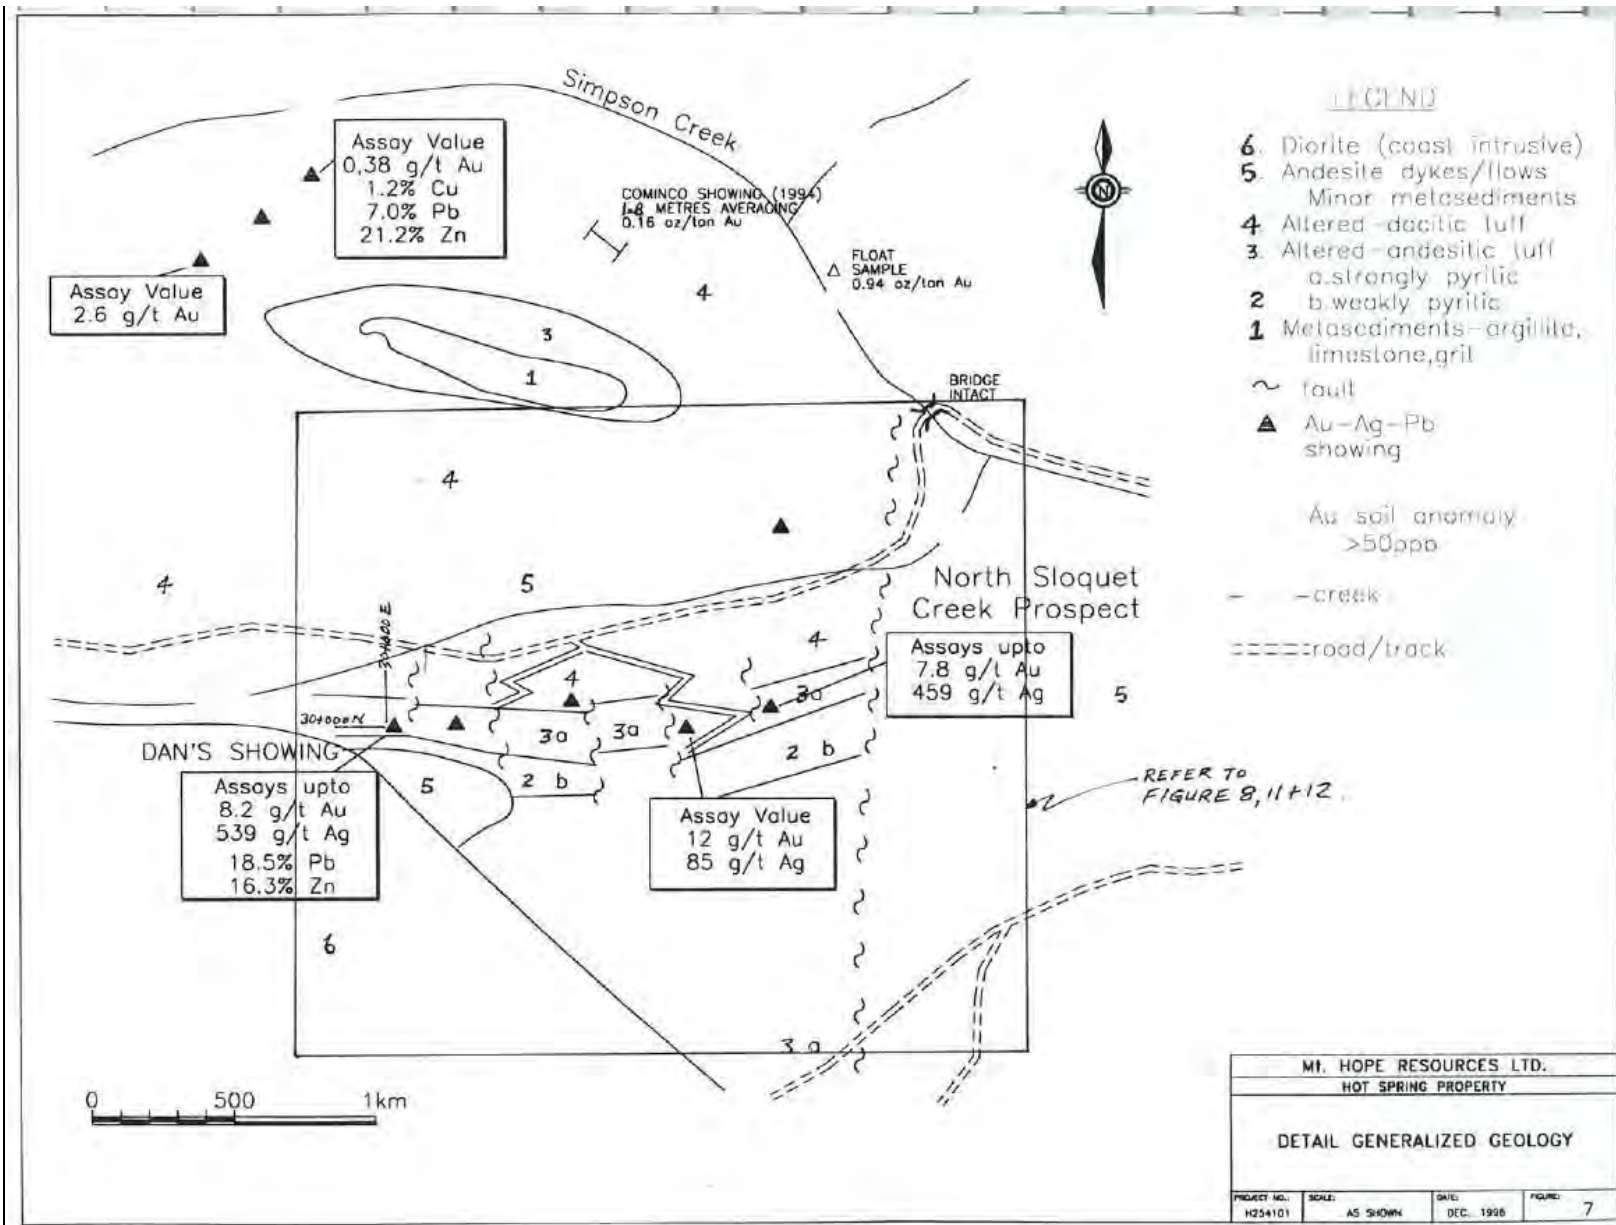 Simpson Creek
Assay Value
0,38 g/t Au
1.2% Cu
7.0% Pb
21.2% Zn
COMINCO SHOWING (1994)
1.8 METRES AVERAGING
0.16 oz/ton Au
FLOAT
SAMPLE
0.94 oz/ton Au
N
Assay Value
2.6 g/t Au
4
3
1
BRIDGE
INTACT
4
4
5
North Sloquet
Creek Prospect
4
Assays upto
7.8 g/t Au
459 g/t Ag
5
4
3a
30+000N
3a
3a
DAN'S SHOWING
5
2 b
2 b
Assays upto
8.2 g/t Au
539 g/t Ag
18.5% Pb
16.3% Zn
Assay Value
12 g/t Au
85 g/t Ag
REFER TO
FIGURE 8, 11+12.
6
3 a
0 500 1km
LEGEND
6. Diorite (coast intrusive)
5. Andesite dykes/flows
Minor metasediments
4 Altered-dacitic tuff
3. Altered-andesitic tuff
a.strongly pyritic
2 b.weakly pyritic
1 Metasediments-argillite,
limestone,grit
fault
Au-Ag-Pb
showing
Au soil anomaly
>50ppb
creek
road/track
Mt. HOPE RESOURCES LTD.
HOT SPRING PROPERTY
DETAIL GENERALIZED GEOLOGY
PROJECT NO.: H254101
SCALE: AS SHOWN
DATE: DEC. 1996
FIGURE: 7